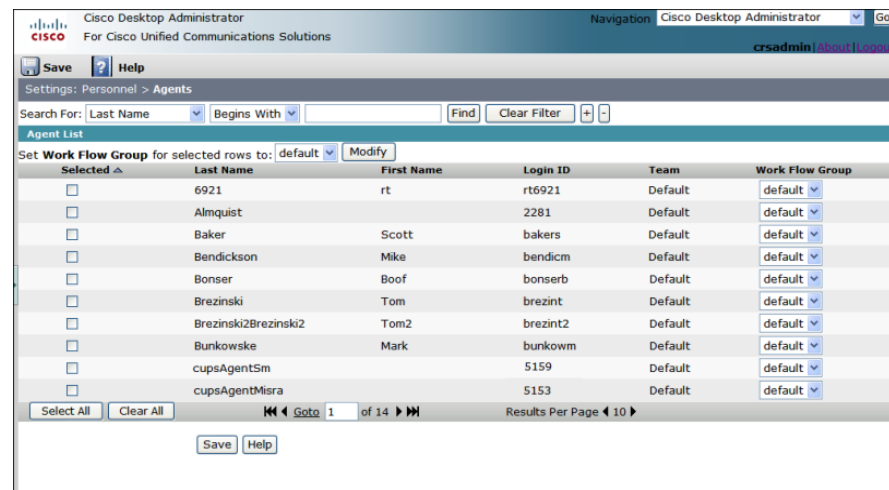 Cisco Desktop Administrator Navigation Cisco Desktop Administrator
CISCO For Cisco Unified Communications Solutions
crsadmin|About|Logou
Save ? Help
Settings: Personnel > Agents
Search For: Last Name Begins With Find Clear Filter + -
Agent List
Set Work Flow Group for selected rows to: default Modify
Selected Last Name First Name Login ID Team Work Flow Group
6921 rt rt6921 Default default
Almquist 2281 Default default
Baker Scott bakers Default default
Bendickson Mike bendicm Default default
Bonser Boof bonserb Default default
Brezinski Tom brezint Default default
Brezinski2Brezinski2 Tom2 brezint2 Default default
Bunkowske Mark bunkowm Default default
cupsAgentSm 5159 Default default
cupsAgentMisra 5153 Default default
Select All Clear All Goto 1 of 14 Results Per Page 10
Save Help